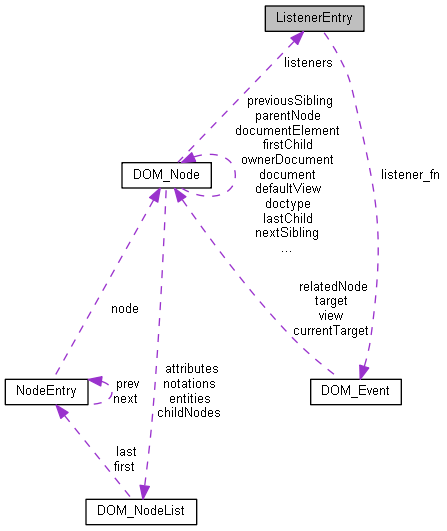 ListenerEntry
listeners
previousSibling
parentNode
documentElement
firstChild
ownerDocument
document
defaultView
doctype
lastChild
nextSibling
...
DOM_Node
listener_fn
relatedNode
target
view
currentTarget
node
attributes
notations
entities
childNodes
NodeEntry
prev
next
DOM_Event
last
first
DOM_NodeList